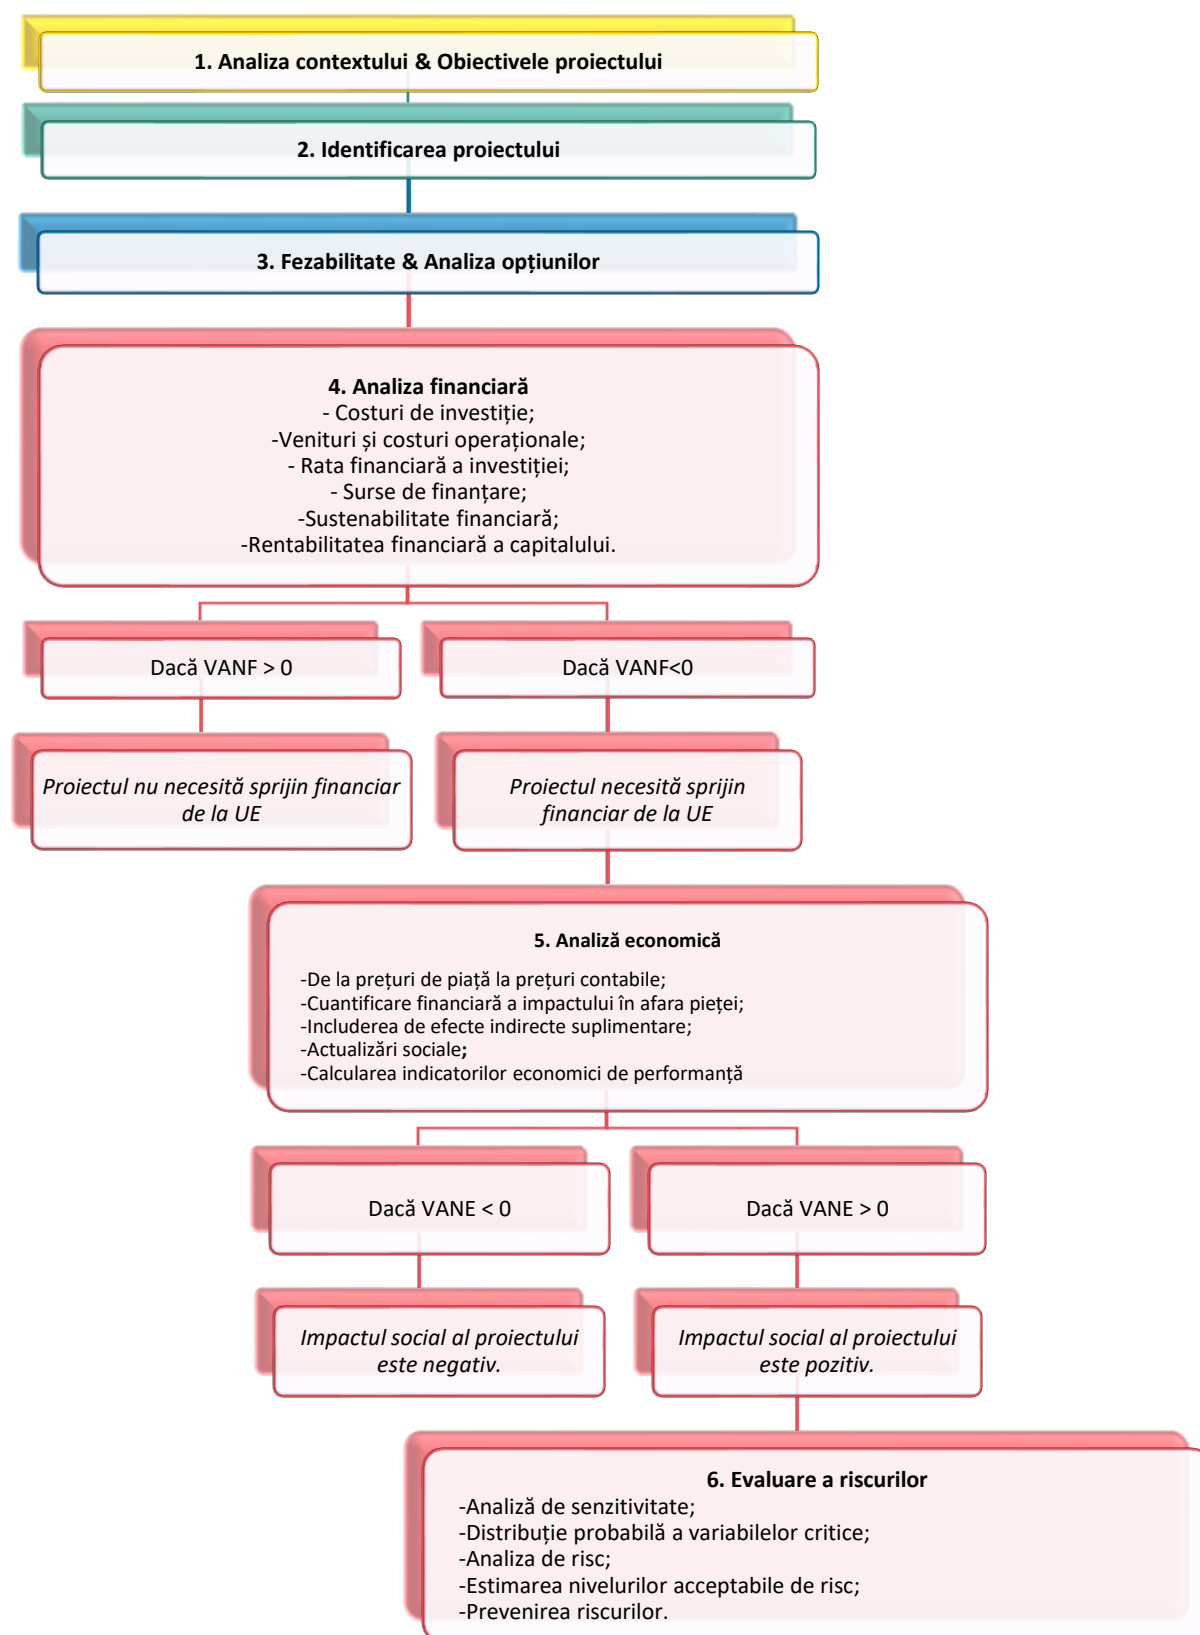 1. Analiza contextului & Obiectivele proiectului
2. Identificarea proiectului
3. Fezabilitate & Analiza opțiunilor
4. Analiza financiară
- Costuri de investiție;
-Venituri și costuri operaționale;
- Rata financiară a investiției;
- Surse de finanțare;
-Sustenabilitate financiară;
-Rentabilitatea financiară a capitalului.
Dacă VANF > 0
Dacă VANF<0
Proiectul nu necesită sprijin financiar
de la UE
Proiectul necesită sprijin
financiar de la UE
5. Analiză economică
-De la prețuri de piață la prețuri contabile;
-Cuantificare financiară a impactului în afara pieței;
-Includerea de efecte indirecte suplimentare;
-Actualizări sociale;
-Calcularea indicatorilor economici de performanță
Dacă VANE < 0
Dacă VANE > 0
Impactul social al proiectului
este negativ.
Impactul social al proiectului
este pozitiv.
6. Evaluare a riscurilor
-Analiză de senzitivitate;
-Distribuție probabilă a variabilelor critice;
-Analiza de risc;
-Estimarea nivelurilor acceptabile de risc;
-Prevenirea riscurilor.